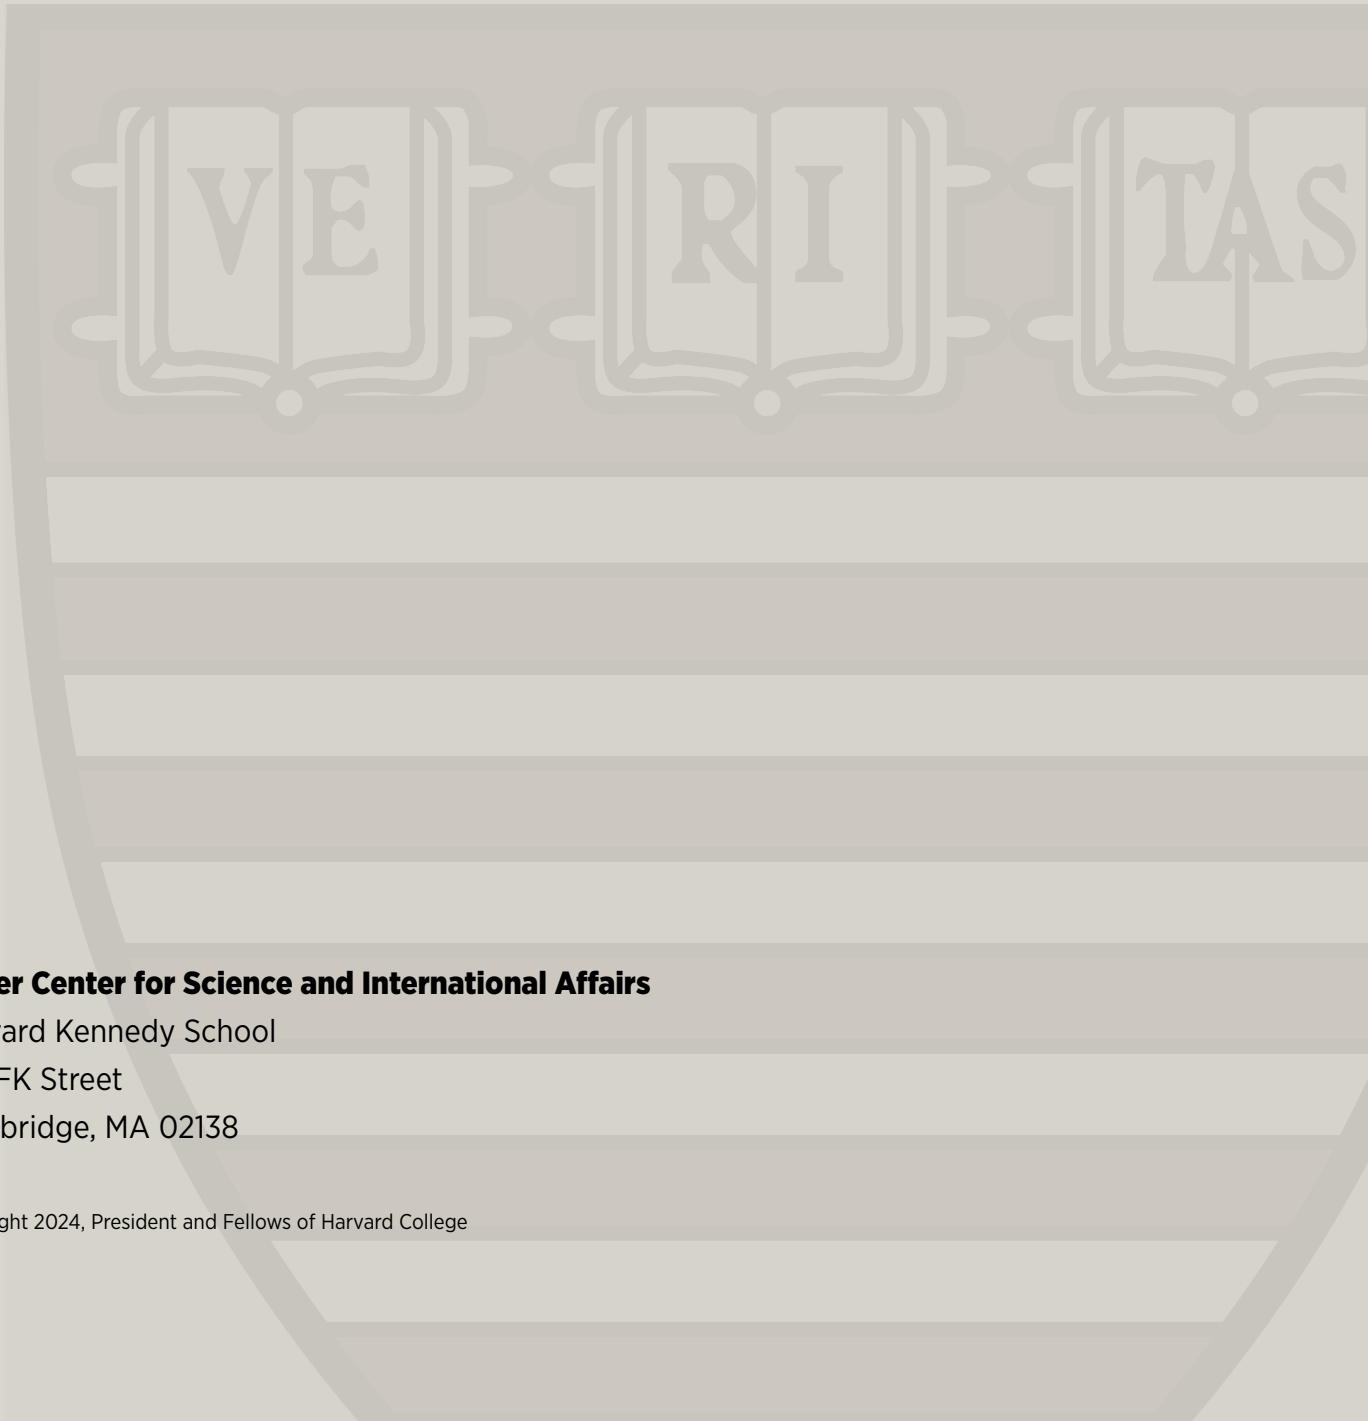 VE RI TAS
er Center for Science and International Affairs
ard Kennedy School
FK Street
bridge, MA 02138
ght 2024, President and Fellows of Harvard College